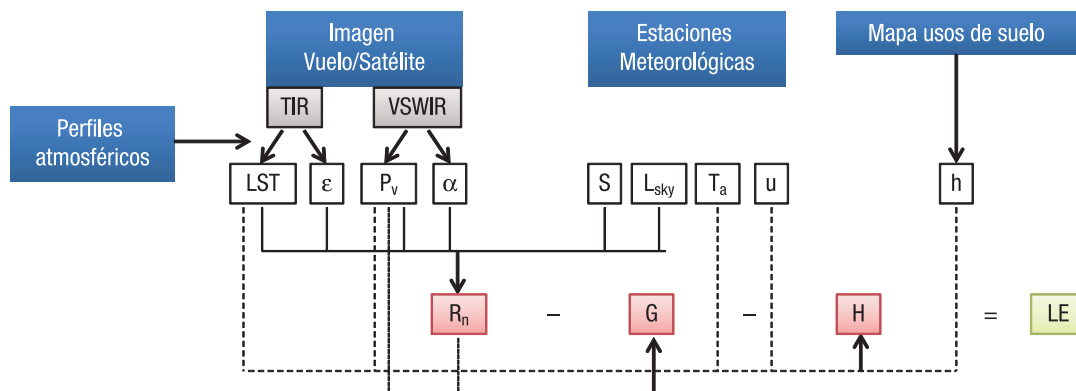 Imagen
Vuelo/Satélite
Estaciones
Meteorológicas
Mapa usos de suelo
TIR
VSWIR
Perfiles
atmosféricos
LST
ε
Pv
α
S
Lsky
Ta
u
h
Rn
–
G
–
H
=
LE